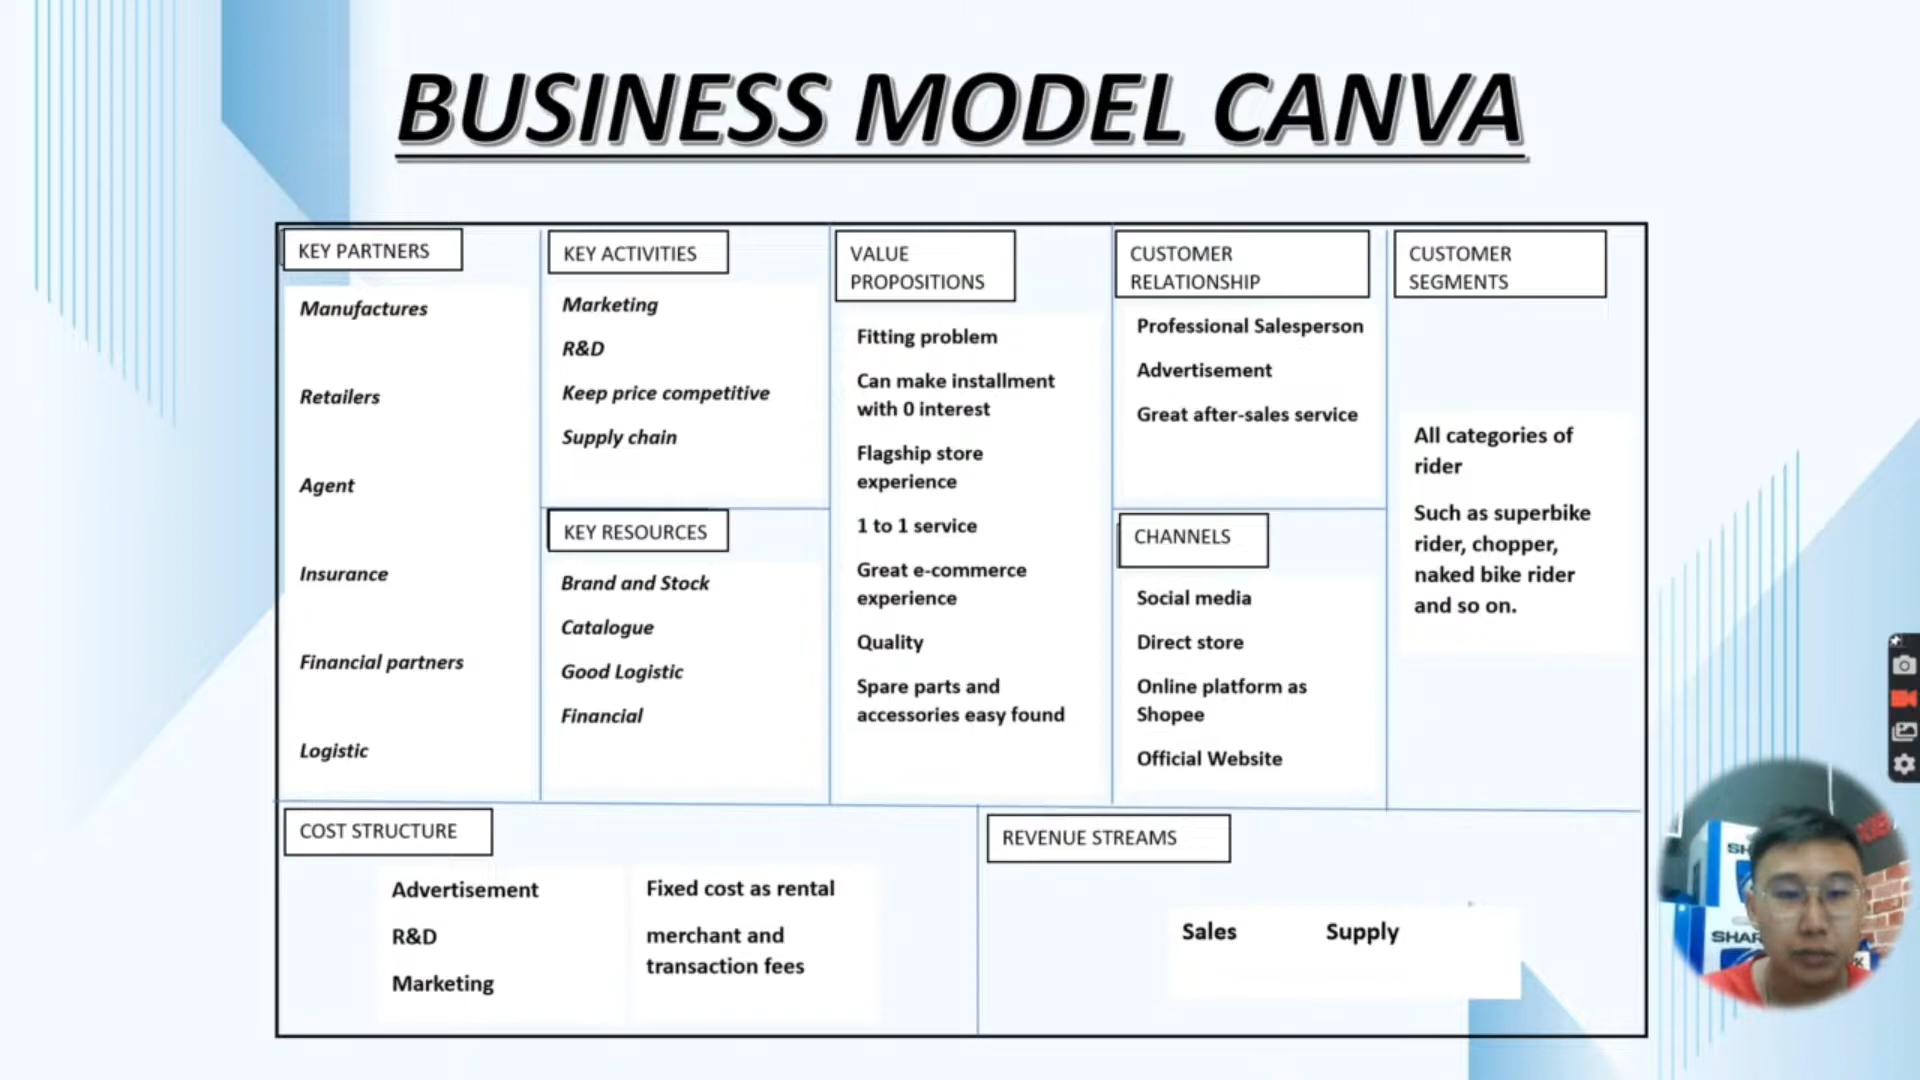 BUSINESS MODEL CANVA
KEY PARTNERS
Manufactures
Retailers
Agent
Insurance
Financial partners
Logistic
KEY ACTIVITIES
Marketing
R&D
Keep price competitive
Supply chain
KEY RESOURCES
Brand and Stock
Catalogue
Good Logistic
Financial
VALUE
PROPOSITIONS
Fitting problem
Can make installment
with 0 interest
Flagship store
experience
1 to 1 service
Great e-commerce
experience
Quality
Spare parts and
accessories easy found
CUSTOMER
RELATIONSHIP
Professional Salesperson
Advertisement
Great after-sales service
CHANNELS
Social media
Direct store
Online platform as
Shopee
Official Website
CUSTOMER
SEGMENTS
All categories of
rider
Such as superbike
rider, chopper,
naked bike rider
and so on.
COST STRUCTURE
Advertisement
R&D
Marketing
Fixed cost as rental
merchant and
transaction fees
REVENUE STREAMS
Sales
Supply